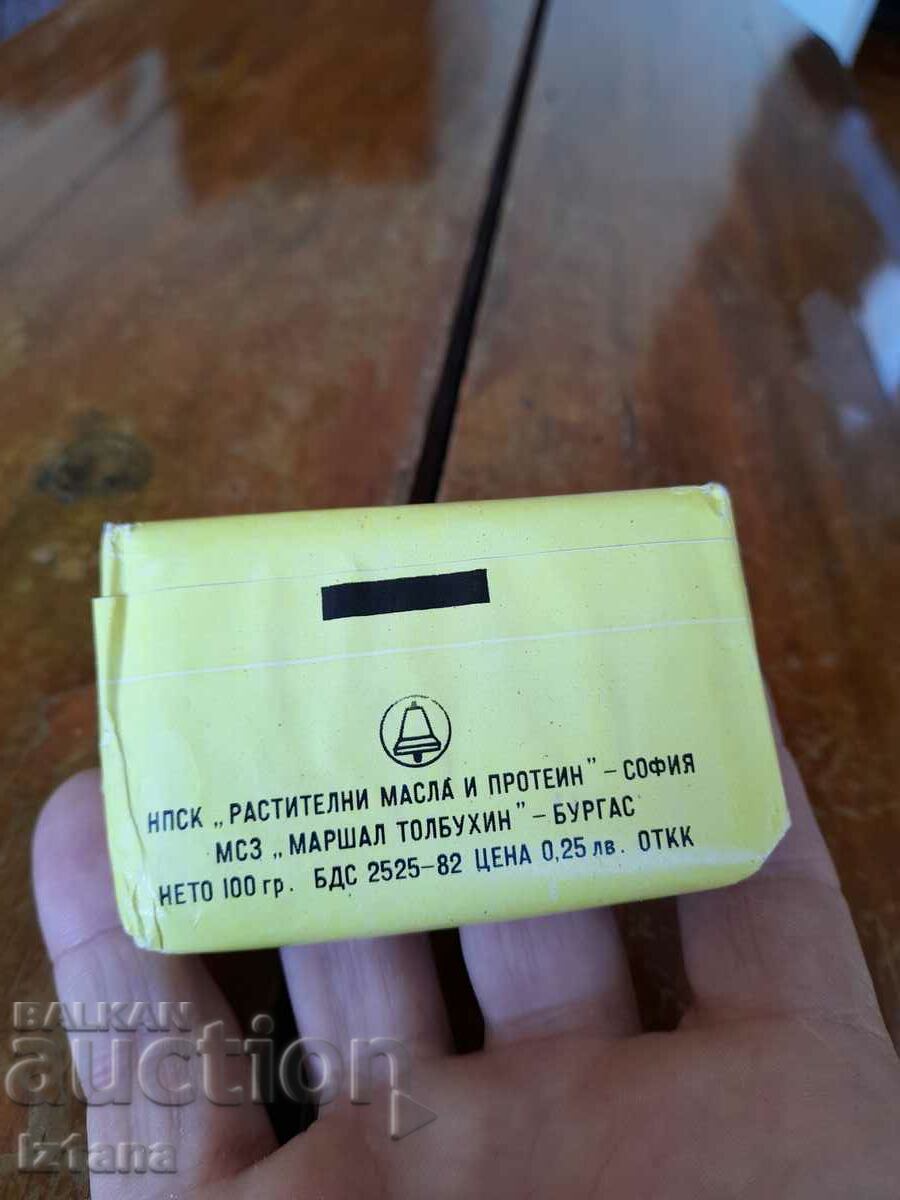 НПСК „РАСТИТЕЛНИ МАСЛА И ПРОТЕИН" – СОФИЯ
МСЗ „МАРШАЛ ТОЛБУХИН" – БУРГАС
НЕТО 100 гр. БДС 2525–82 ЦЕНА 0,25 лв. ОТКК
BALKAN
auction
Iztana